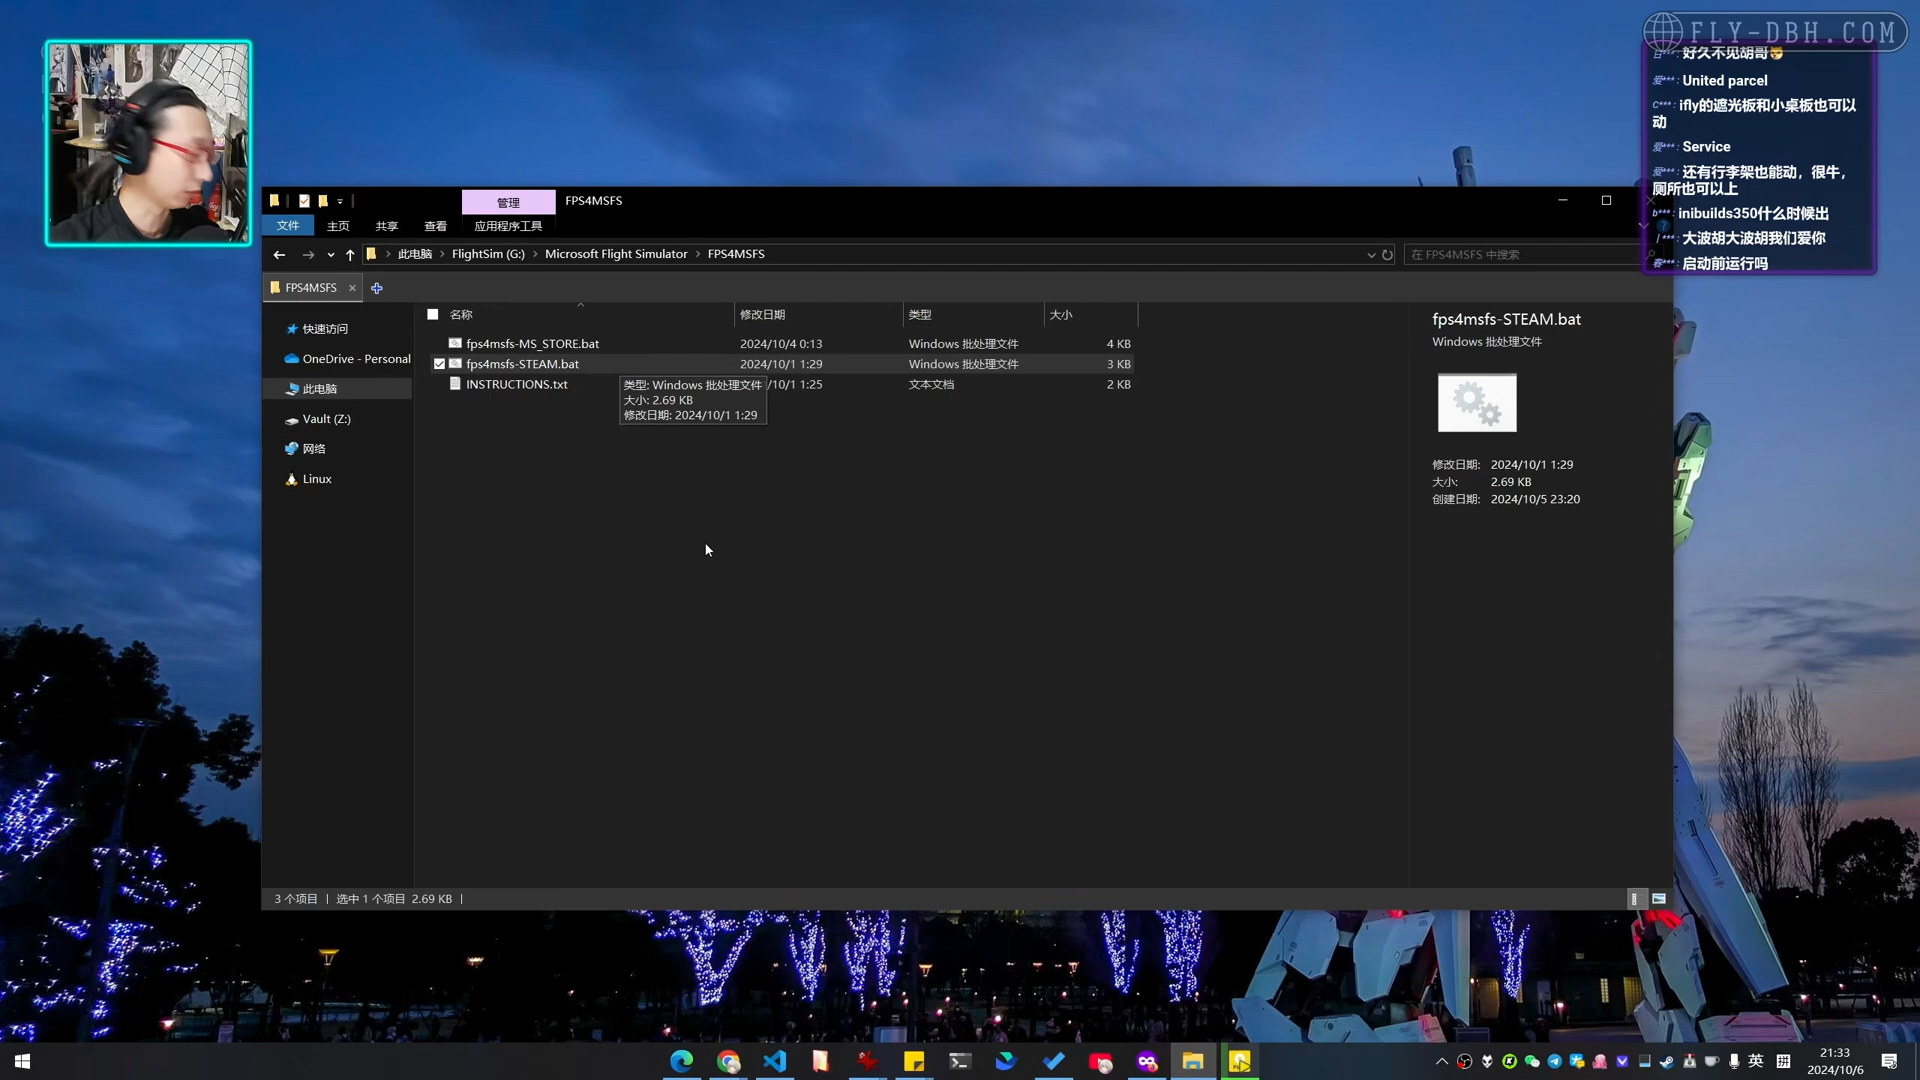 FLY-DBH.COM
好久不见胡哥
爱***: United parcel
C***: ifly的遮光板和小桌板也可以
动
爱***: Service
爱***: 还有行李架也能动，很牛，
厕所也可以上
b***: inibuilds350什么时候出
/***: 大波胡大波胡我们爱你
春***: 启动前运行吗
管理
FPS4MSFS
文件
主页
共享
查看
应用程序工具
此电脑 › FlightSim (G:) › Microsoft Flight Simulator › FPS4MSFS
在 FPS4MSFS 中搜索
FPS4MSFS
快速访问
OneDrive - Personal
此电脑
Vault (Z:)
网络
Linux
名称 修改日期 类型 大小
fps4msfs-MS_STORE.bat 2024/10/4 0:13 Windows 批处理文件 4 KB
fps4msfs-STEAM.bat 2024/10/1 1:29 Windows 批处理文件 3 KB
INSTRUCTIONS.txt /10/1 1:25 文本文档 2 KB
类型: Windows 批处理文件
大小: 2.69 KB
修改日期: 2024/10/1 1:29
fps4msfs-STEAM.bat
Windows 批处理文件
修改日期: 2024/10/1 1:29
大小: 2.69 KB
创建日期: 2024/10/5 23:20
3 个项目 | 选中 1 个项目 2.69 KB |
英
21:33
2024/10/6